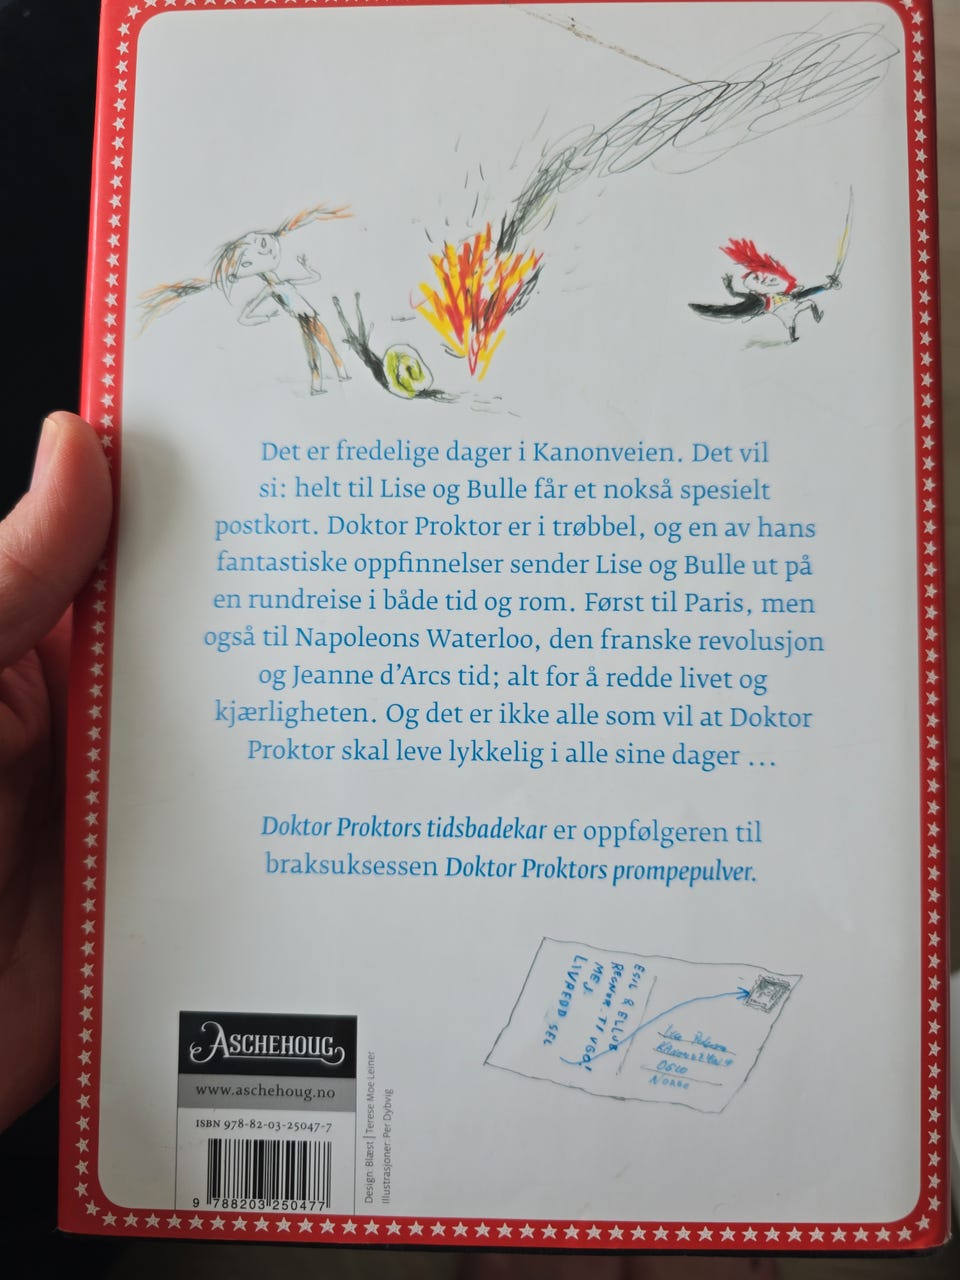 Det er fredelige dager i Kanonveien. Det vil
si: helt til Lise og Bulle får et nokså spesielt
postkort. Doktor Proktor er i trøbbel, og en av hans
fantastiske oppfinnelser sender Lise og Bulle ut på
en rundreise i både tid og rom. Først til Paris, men
også til Napoleons Waterloo, den franske revolusjon
og Jeanne d'Arcs tid; alt for å redde livet og
kjærligheten. Og det er ikke alle som vil at Doktor
Proktor skal leve lykkelig i alle sine dager ...
Doktor Proktors tidsbadekar er oppfølgeren til
braksuksessen Doktor Proktors prompepulver.
OSLO
NORGE
ASCHEHOUG
www.aschehoug.no
ISBN 978-82-03-25047-7
9 788203 250477
Design: Blæst | Terese Moe Leiner
Illustrasjoner: Per Dybvig